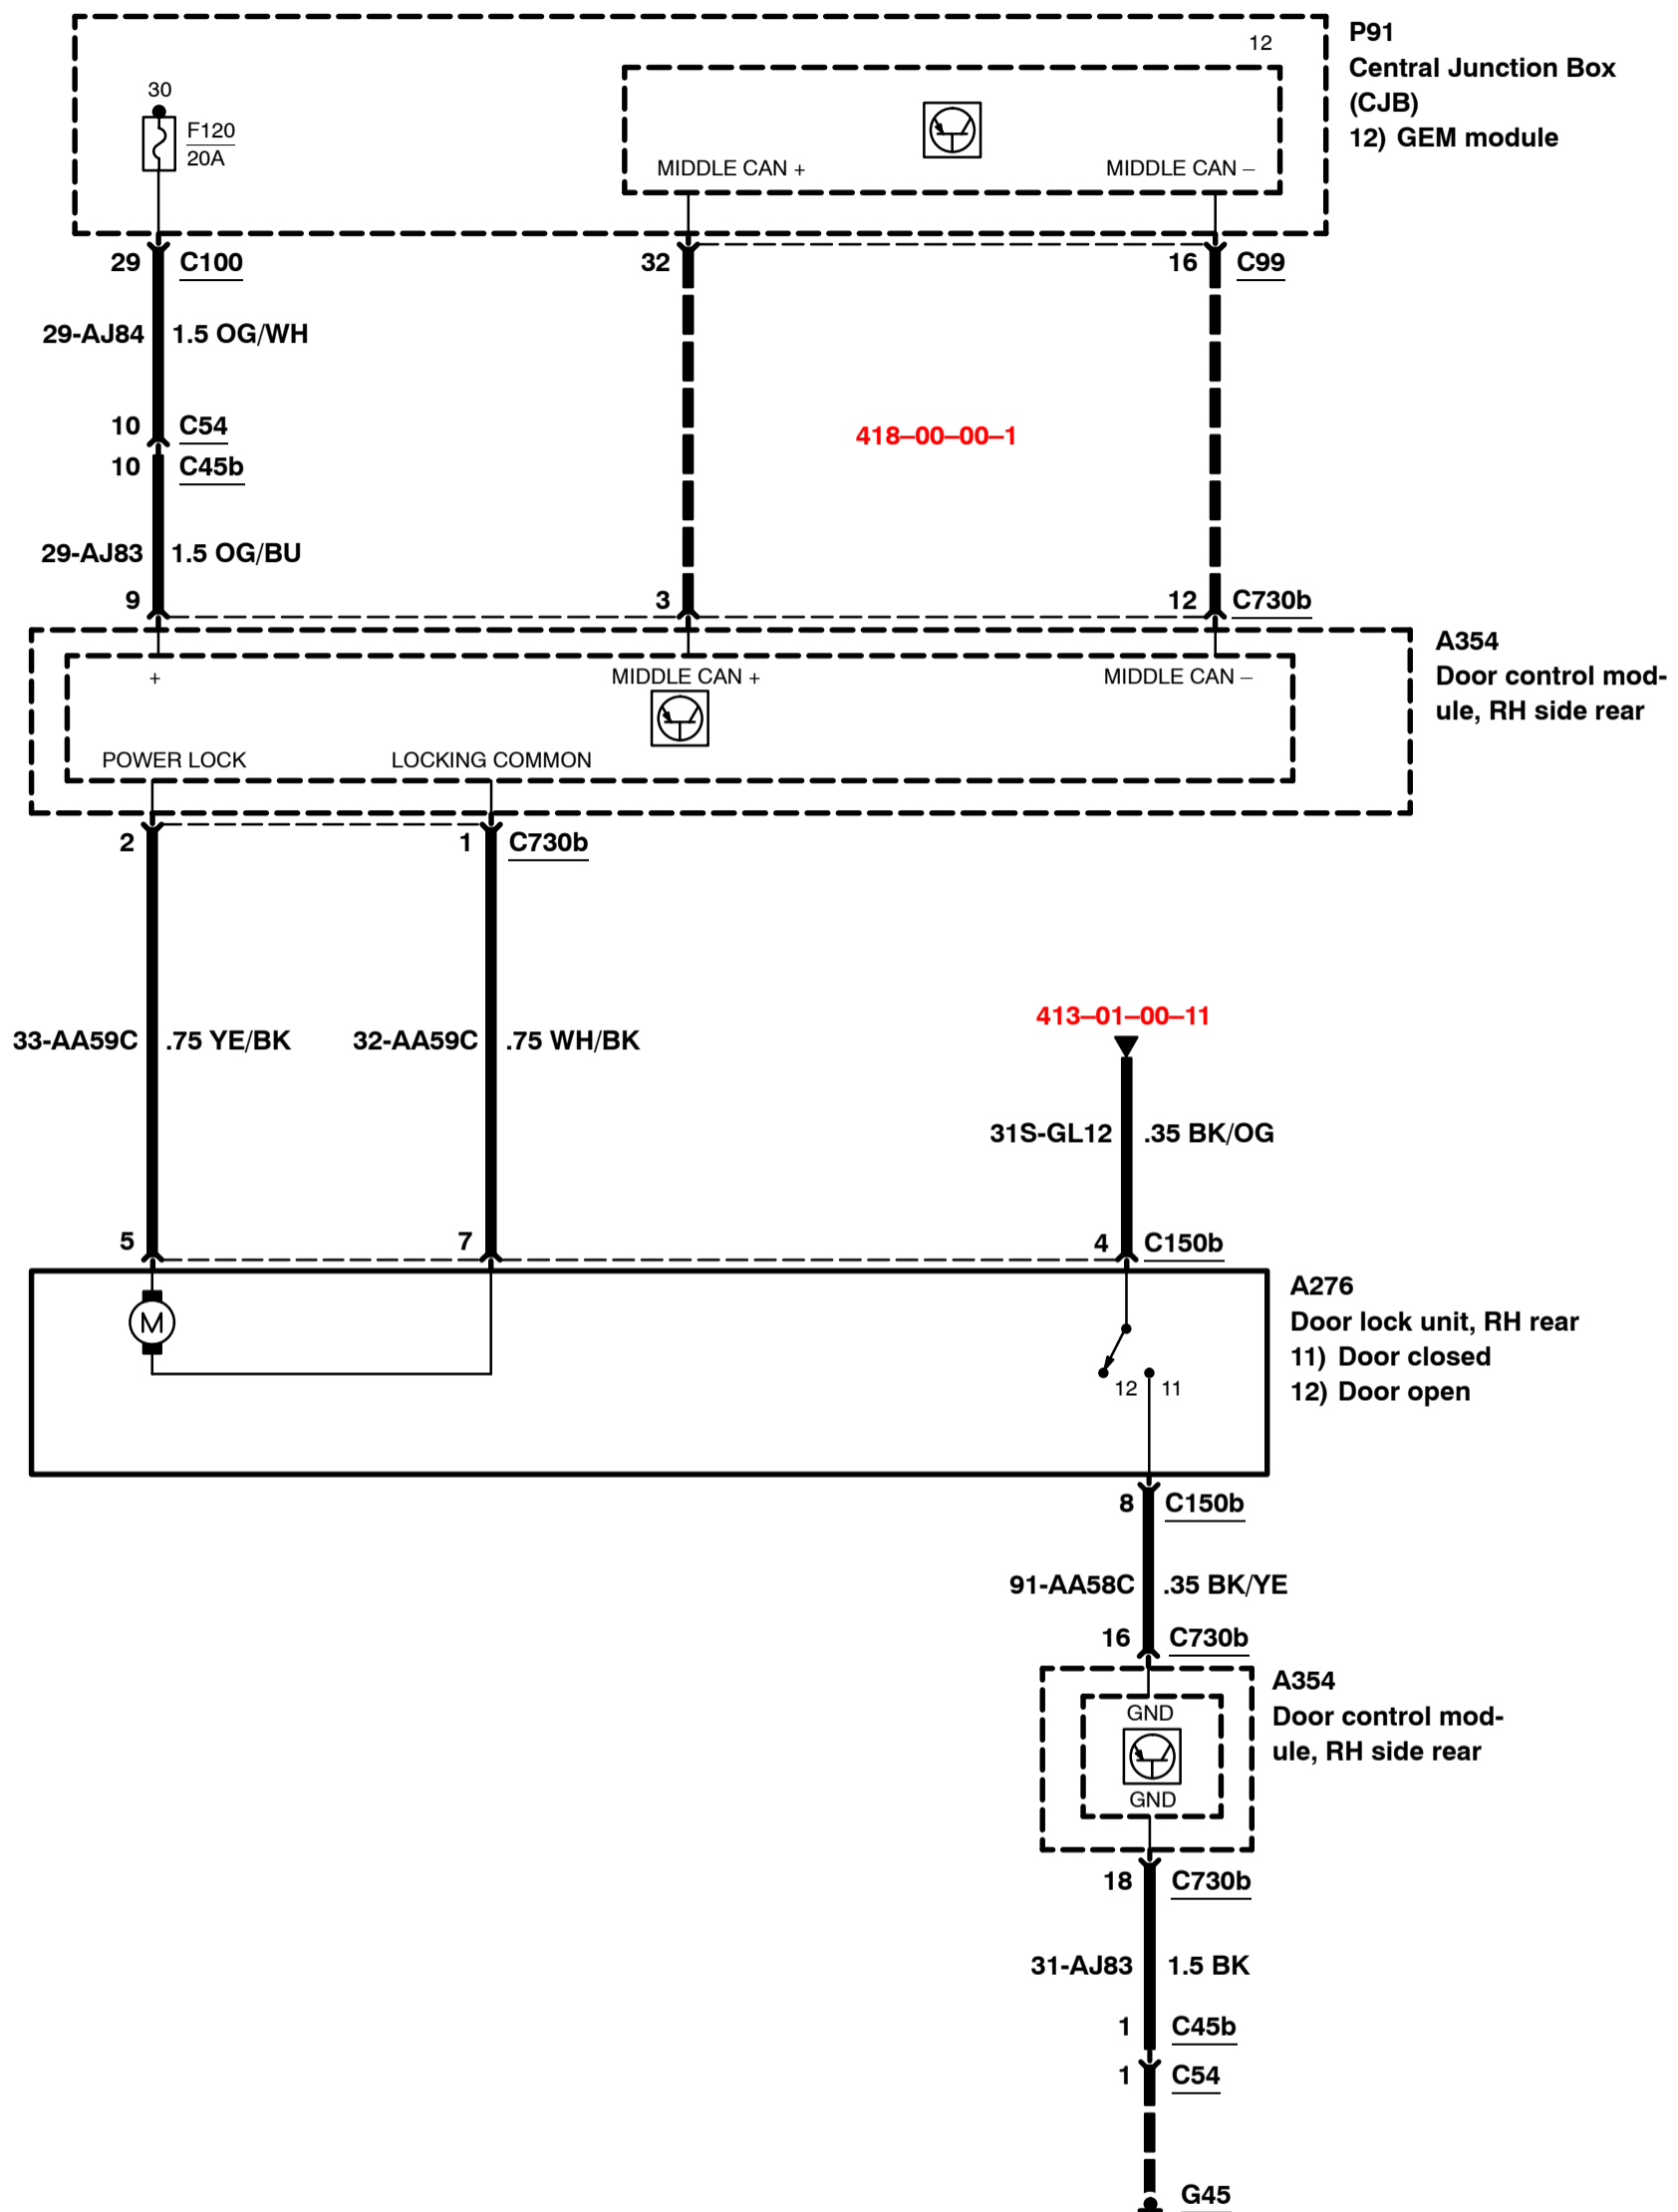 P91
Central Junction Box
(CJB)
12) GEM module
12
30
F120
20A
MIDDLE CAN +
MIDDLE CAN –
29 C100
32
16 C99
29-AJ84 1.5 OG/WH
10 C54
418–00–00–1
10 C45b
29-AJ83 1.5 OG/BU
9
3
12 C730b
A354
Door control mod-
ule, RH side rear
+
MIDDLE CAN +
MIDDLE CAN –
POWER LOCK
LOCKING COMMON
2
1 C730b
413–01–00–11
33-AA59C .75 YE/BK
32-AA59C .75 WH/BK
31S-GL12 .35 BK/OG
5
7
4 C150b
A276
Door lock unit, RH rear
11) Door closed
12) Door open
M
12
11
8 C150b
91-AA58C .35 BK/YE
16 C730b
A354
Door control mod-
ule, RH side rear
GND
GND
18 C730b
31-AJ83 1.5 BK
1 C45b
1 C54
G45